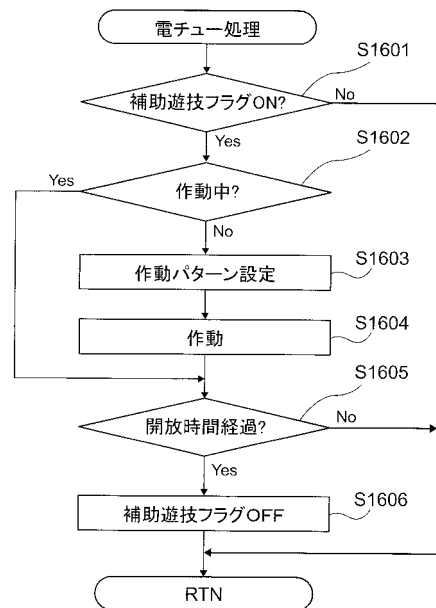 電チュー処理
S1601
補助遊技フラグON?
No
Yes
S1602
Yes
作動中?
No
S1603
作動パターン設定
S1604
作動
S1605
開放時間経過?
No
Yes
S1606
補助遊技フラグOFF
RTN